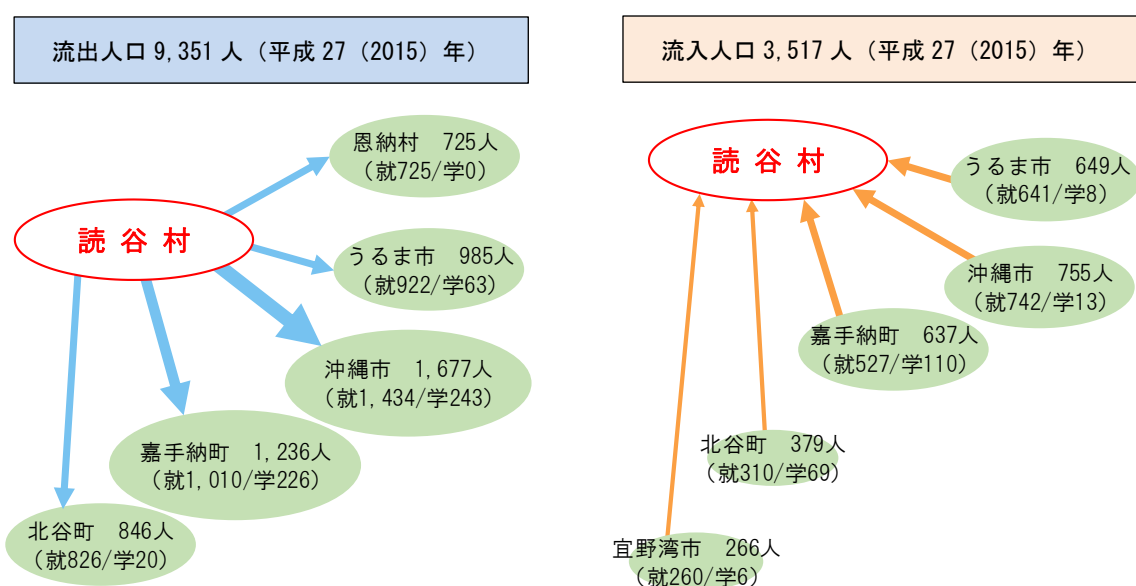 流出人口 9,351 人（平成 27（2015）年）
恩納村　725人
（就725/学0）
読 谷 村
うるま市　985人
（就922/学63）
沖縄市　1,677人
（就1,434/学243）
嘉手納町　1,236人
（就1,010/学226）
北谷町　846人
（就826/学20）
流入人口 3,517 人（平成 27（2015）年）
読 谷 村
うるま市　649人
（就641/学8）
沖縄市　755人
（就742/学13）
嘉手納町　637人
（就527/学110）
北谷町　379人
（就310/学69）
宜野湾市　266人
（就260/学6）